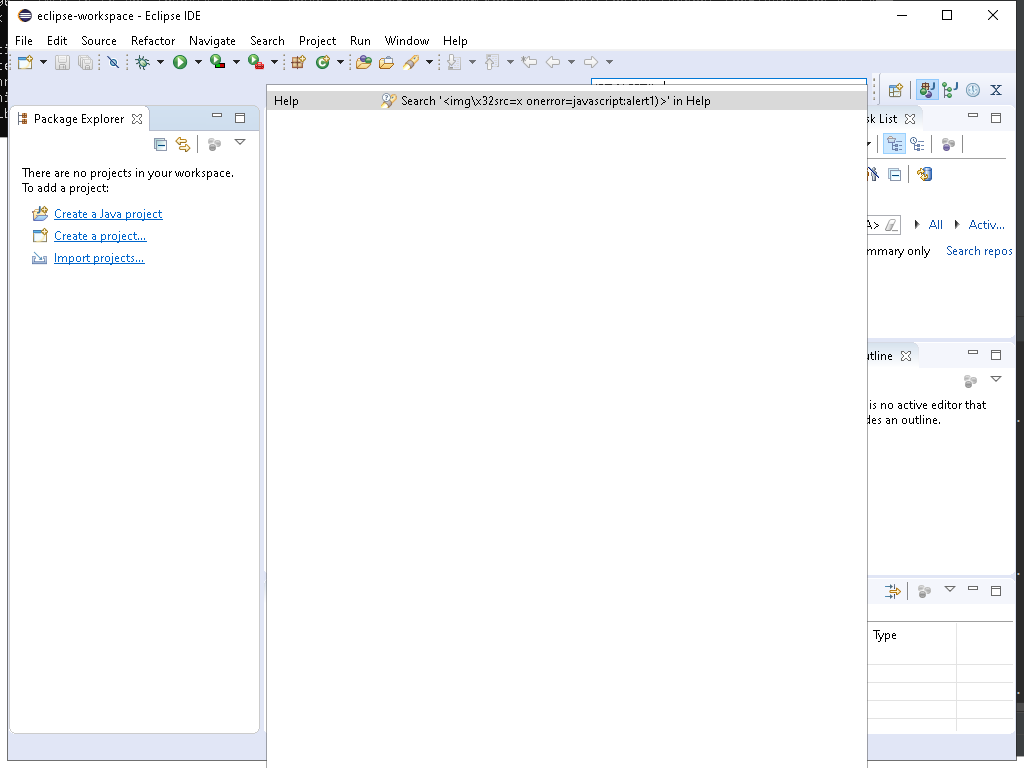 eclipse-workspace - Eclipse IDE
File Edit Source Refactor Navigate Search Project Run Window Help
Help Search '<img\x32src=x onerror=javascript:alert1)>' in Help
Package Explorer
There are no projects in your workspace.
To add a project:
Create a Java project
Create a project...
Import projects...
sk List
All Activ...
mmary only Search repos
utline
is no active editor that
des an outline.
Type